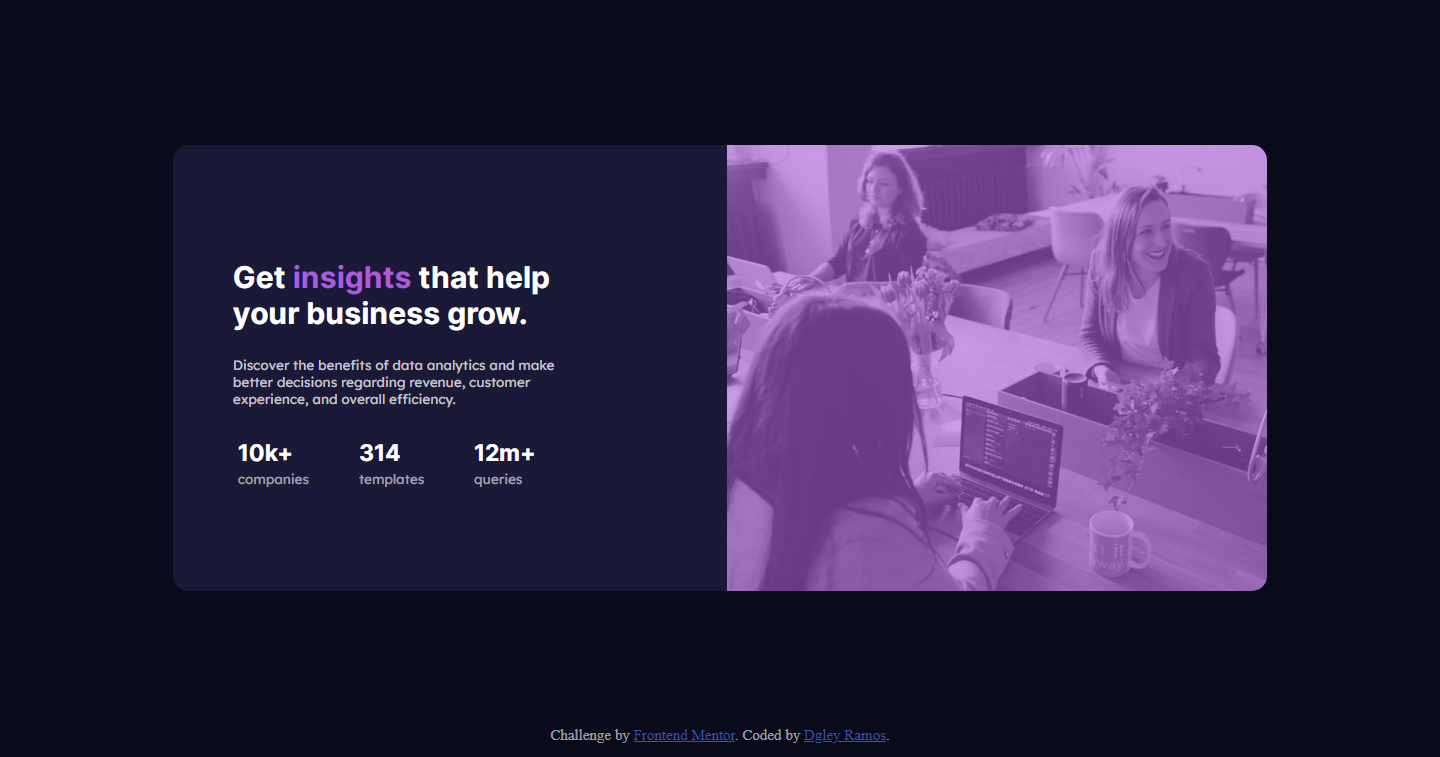 Get insights that help
your business grow.
Discover the benefits of data analytics and make
better decisions regarding revenue, customer
experience, and overall efficiency.
10k+ 314 12m+
companies templates queries
Challenge by Frontend Mentor. Coded by Dgley Ramos.